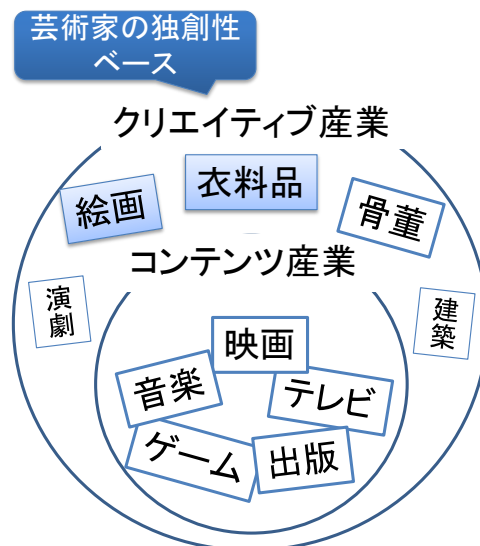 芸術家の独創性
ベース
クリエイティブ産業
衣料品
絵画
骨董
コンテンツ産業
演劇
建築
映画
音楽
テレビ
ゲーム
出版